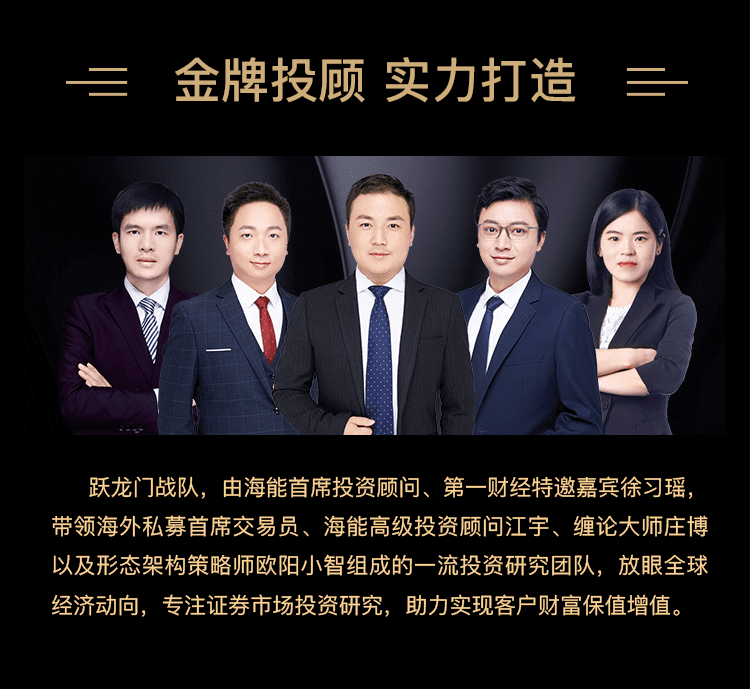 金牌投顾 实力打造
跃龙门战队，由海能首席投资顾问、第一财经特邀嘉宾徐习瑶，
带领海外私募首席交易员、海能高级投资顾问江宇、缠论大师庄博
以及形态架构策略师欧阳小智组成的一流投资研究团队，放眼全球
经济动向，专注证券市场投资研究，助力实现客户财富保值增值。